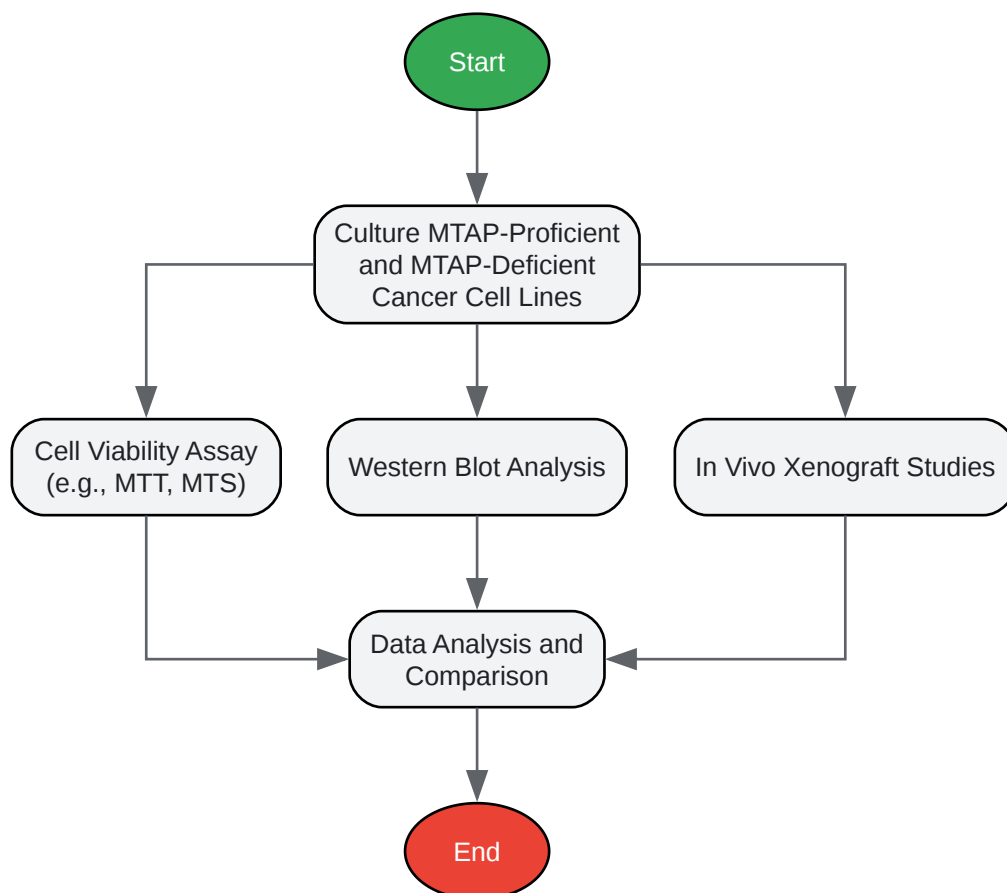 Start
Culture MTAP-Proficient
and MTAP-Deficient
Cancer Cell Lines
Cell Viability Assay
(e.g., MTT, MTS)
Western Blot Analysis
In Vivo Xenograft Studies
Data Analysis and
Comparison
End